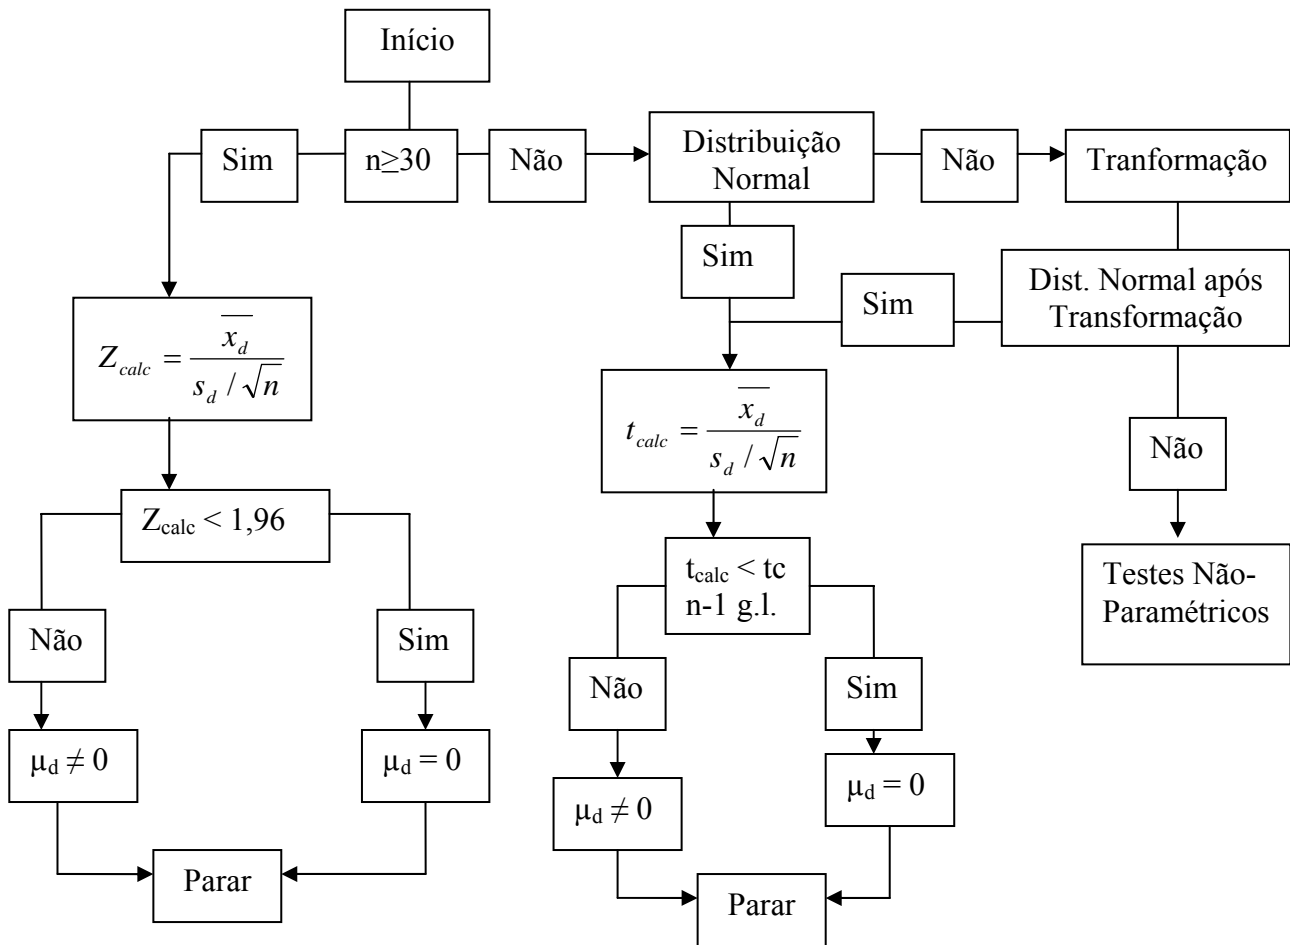 Início
Sim
n≥30
Não
Distribuição
Normal
Não
Tranformação
Sim
Sim
Dist. Normal após
Transformação
Z_calc = x̄_d / (s_d / √n)
t_calc = x̄_d / (s_d / √n)
Não
Z_calc < 1,96
t_calc < tc
n-1 g.l.
Testes Não-
Paramétricos
Não
Sim
Não
Sim
µ_d ≠ 0
µ_d = 0
µ_d ≠ 0
µ_d = 0
Parar
Parar